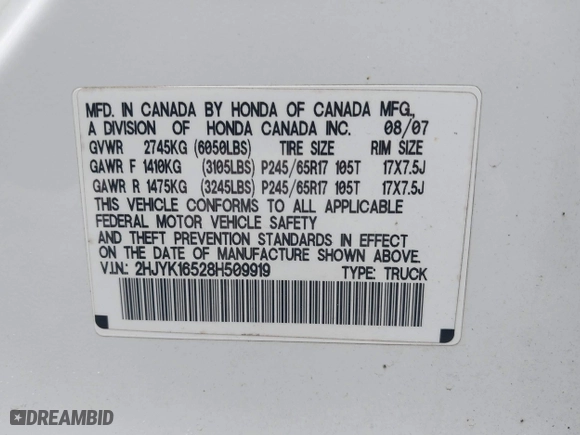 MFD. IN CANADA BY HONDA OF CANADA MFG.,
A DIVISION OF HONDA CANADA INC. 08/07
GVWR 2745KG (6050LBS) TIRE SIZE RIM SIZE
GAWR F 1410KG (3105LBS) P245/65R17 105T 17X7.5J
GAWR R 1475KG (3245LBS) P245/65R17 105T 17X7.5J
THIS VEHICLE CONFORMS TO ALL APPLICABLE
FEDERAL MOTOR VEHICLE SAFETY
AND THEFT PREVENTION STANDARDS IN EFFECT
ON THE DATE OF MANUFACTURE SHOWN ABOVE.
V.I.N.: 2HJYK16528H509919 TYPE: TRUCK
DREAMBID